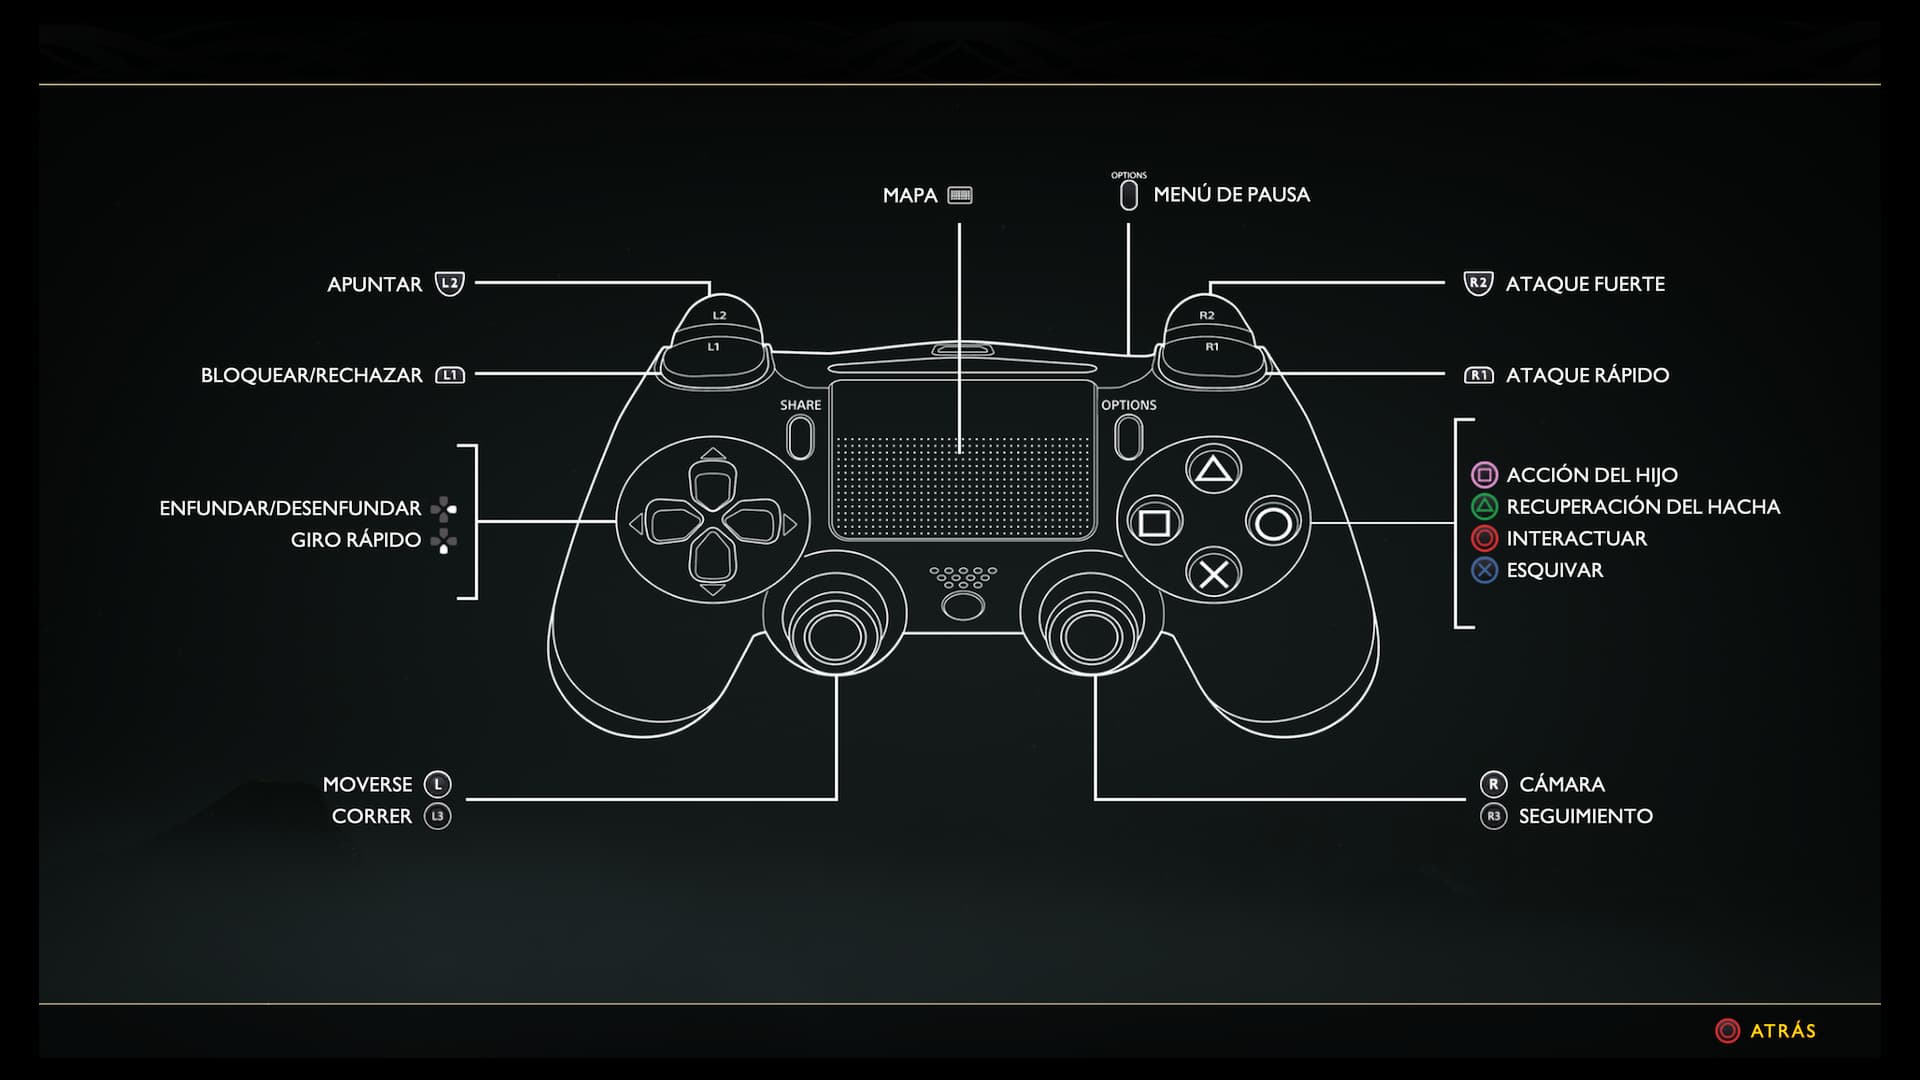 OPTIONS
MAPA
MENÚ DE PAUSA
APUNTAR L2
R2 ATAQUE FUERTE
L2
R2
L1
R1
BLOQUEAR/RECHAZAR L1
R1 ATAQUE RÁPIDO
SHARE
OPTIONS
ENFUNDAR/DESENFUNDAR
GIRO RÁPIDO
ACCIÓN DEL HIJO
RECUPERACIÓN DEL HACHA
INTERACTUAR
ESQUIVAR
MOVERSE L
CORRER L3
R CÁMARA
R3 SEGUIMIENTO
ATRÁS